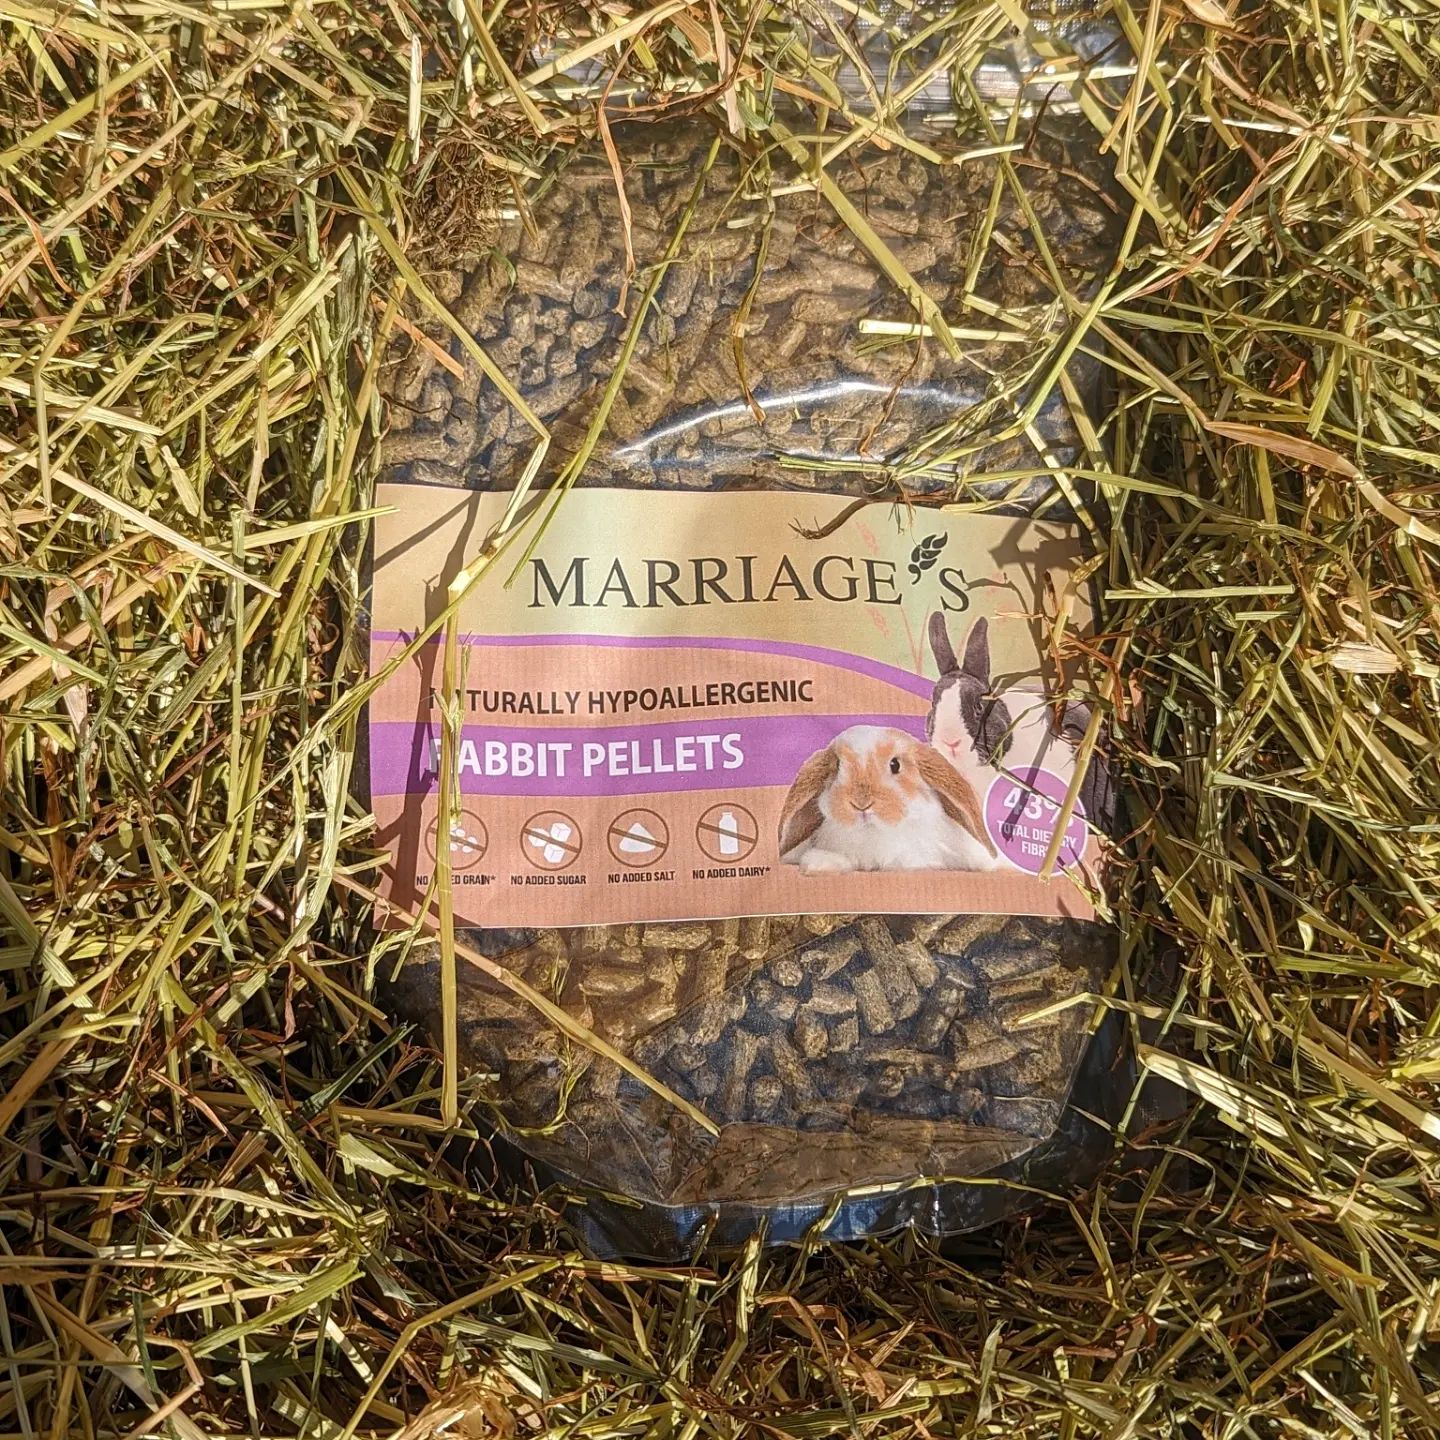 MARRIAGE'S
NATURALLY HYPOALLERGENIC
RABBIT PELLETS
NO ADDED GRAIN*
NO ADDED SUGAR
NO ADDED SALT
NO ADDED DAIRY*
43%
TOTAL DIETARY
FIBRE